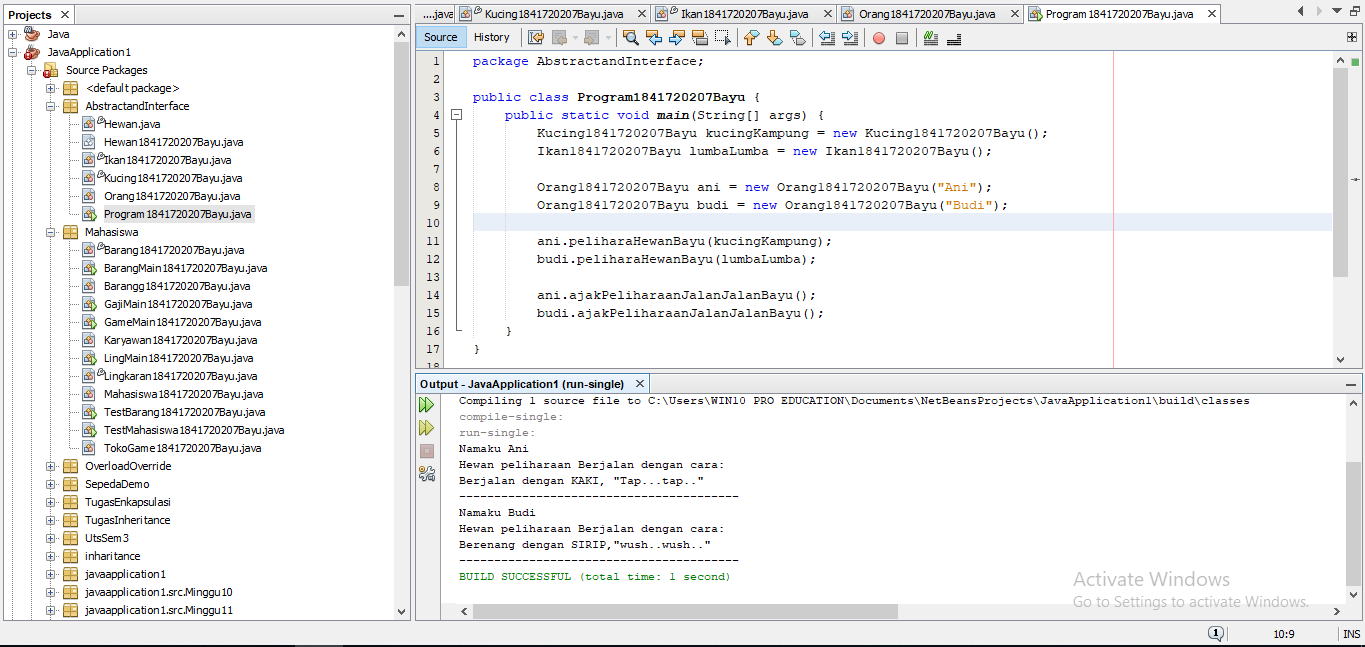 Projects
Java
JavaApplication1
Source Packages
<default package>
AbstractandInterface
Hewan.java
Hewan1841720207Bayu.java
Ikan1841720207Bayu.java
Kucing1841720207Bayu.java
Orang1841720207Bayu.java
Program1841720207Bayu.java
Mahasiswa
Barang1841720207Bayu.java
BarangMain1841720207Bayu.java
Barangg1841720207Bayu.java
GajiMain1841720207Bayu.java
GameMain1841720207Bayu.java
Karyawan1841720207Bayu.java
LingMain1841720207Bayu.java
Lingkaran1841720207Bayu.java
Mahasiswa1841720207Bayu.java
TestBarang1841720207Bayu.java
TestMahasiswa1841720207Bayu.java
TokoGame1841720207Bayu.java
OverloadOverride
SepedaDemo
TugasEnkapsulasi
TugasInheritance
UtsSem3
inharitance
javaapplication1
javaapplication1.src.Minggu10
javaapplication1.src.Minggu11
....java Kucing1841720207Bayu.java Ikan1841720207Bayu.java Orang1841720207Bayu.java Program1841720207Bayu.java
Source History
1 package AbstractandInterface;
2
3 public class Program1841720207Bayu {
4 public static void main(String[] args) {
5 Kucing1841720207Bayu kucingKampung = new Kucing1841720207Bayu();
6 Ikan1841720207Bayu lumbaLumba = new Ikan1841720207Bayu();
7
8 Orang1841720207Bayu ani = new Orang1841720207Bayu("Ani");
9 Orang1841720207Bayu budi = new Orang1841720207Bayu("Budi");
10
11 ani.peliharaHewanBayu(kucingKampung);
12 budi.peliharaHewanBayu(lumbaLumba);
13
14 ani.ajakPeliharaanJalanJalanBayu();
15 budi.ajakPeliharaanJalanJalanBayu();
16 }
17 }
18
Output - JavaApplication1 (run-single)
Compiling 1 source file to C:\Users\WIN10 PRO EDUCATION\Documents\NetBeansProjects\JavaApplication1\build\classes
compile-single:
run-single:
Namaku Ani
Hewan peliharaan Berjalan dengan cara:
Berjalan dengan KAKI, "Tap...tap.."
----------------------------------------
Namaku Budi
Hewan peliharaan Berjalan dengan cara:
Berenang dengan SIRIP,"wush..wush.."
----------------------------------------
BUILD SUCCESSFUL (total time: 1 second)
Activate Windows
Go to Settings to activate Windows.
1 10:9 INS